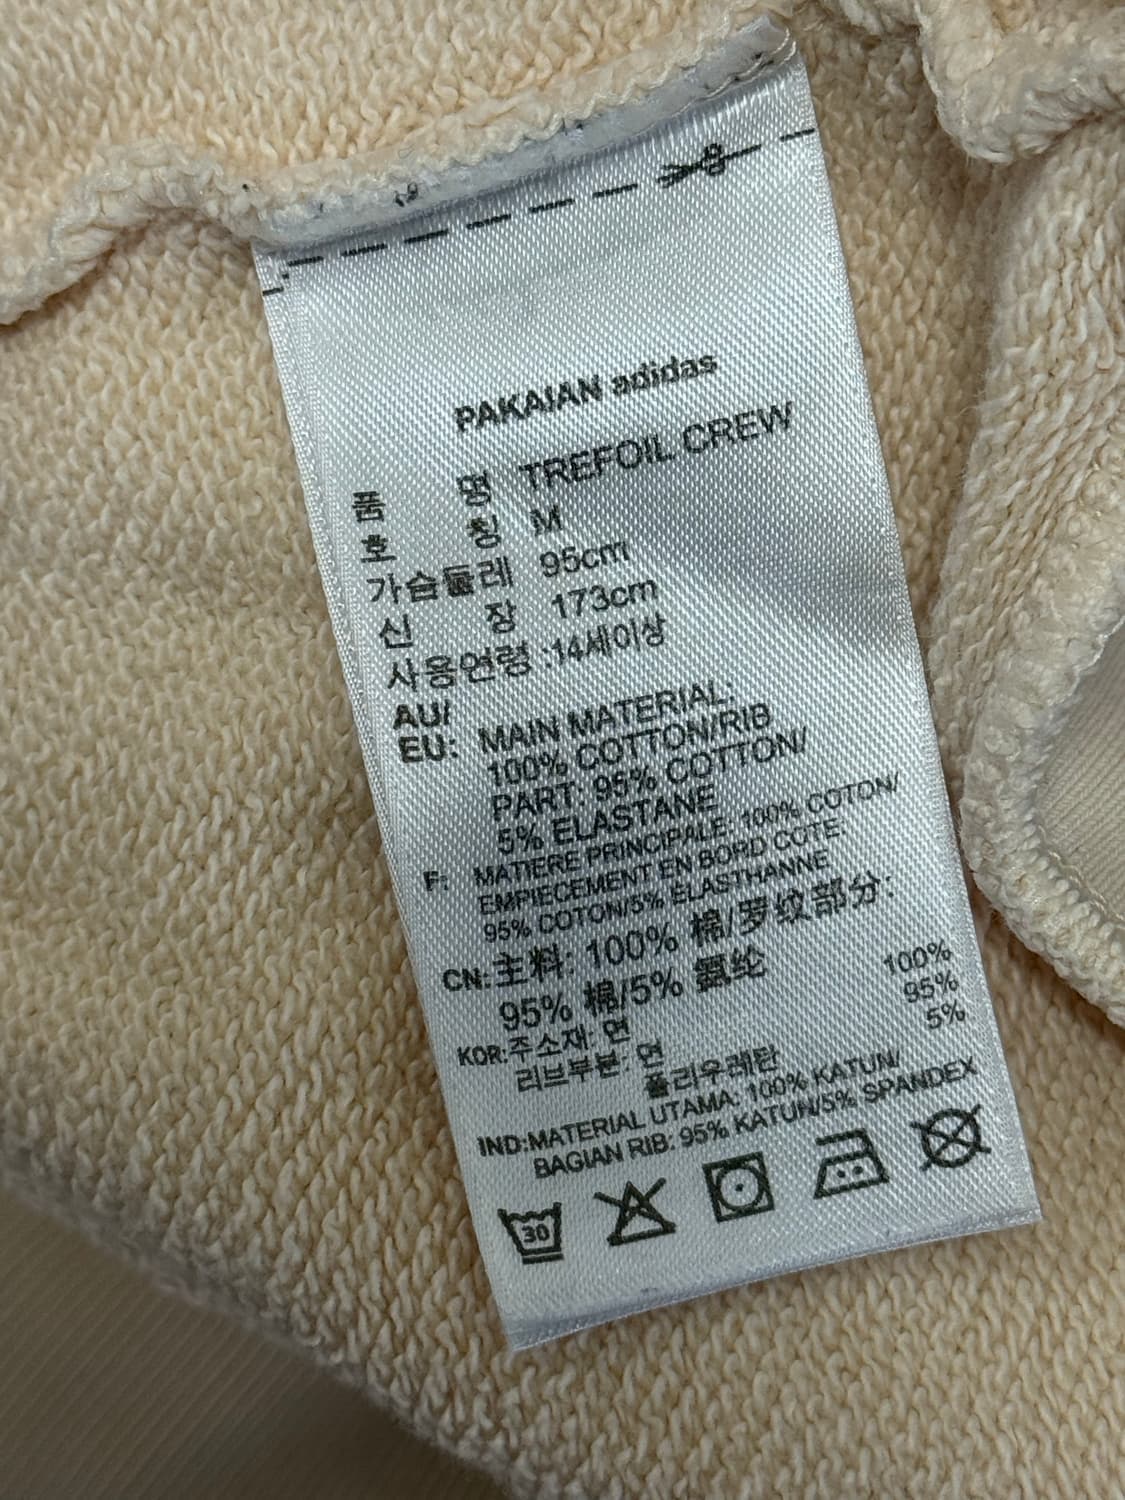 PAKAIAN adidas
품 명 TREFOIL CREW
호 칭 M
가슴둘레 95cm
신 장 173cm
사용연령 :14세이상
AU/
EU: MAIN MATERIAL:
100% COTTON/RIB
PART: 95% COTTON/
5% ELASTANE
F: MATIERE PRINCIPALE: 100% COTON/
EMPIECEMENT EN BORD COTE:
95% COTON/5% ELASTHANNE
CN: 主料: 100% 棉/罗纹部分:
95% 棉/5% 氨纶
KOR: 주소재: 면 100%
리브부분: 면 95%
폴리우레탄 5%
IND:MATERIAL UTAMA: 100% KATUN/
BAGIAN RIB: 95% KATUN/5% SPANDEX
30